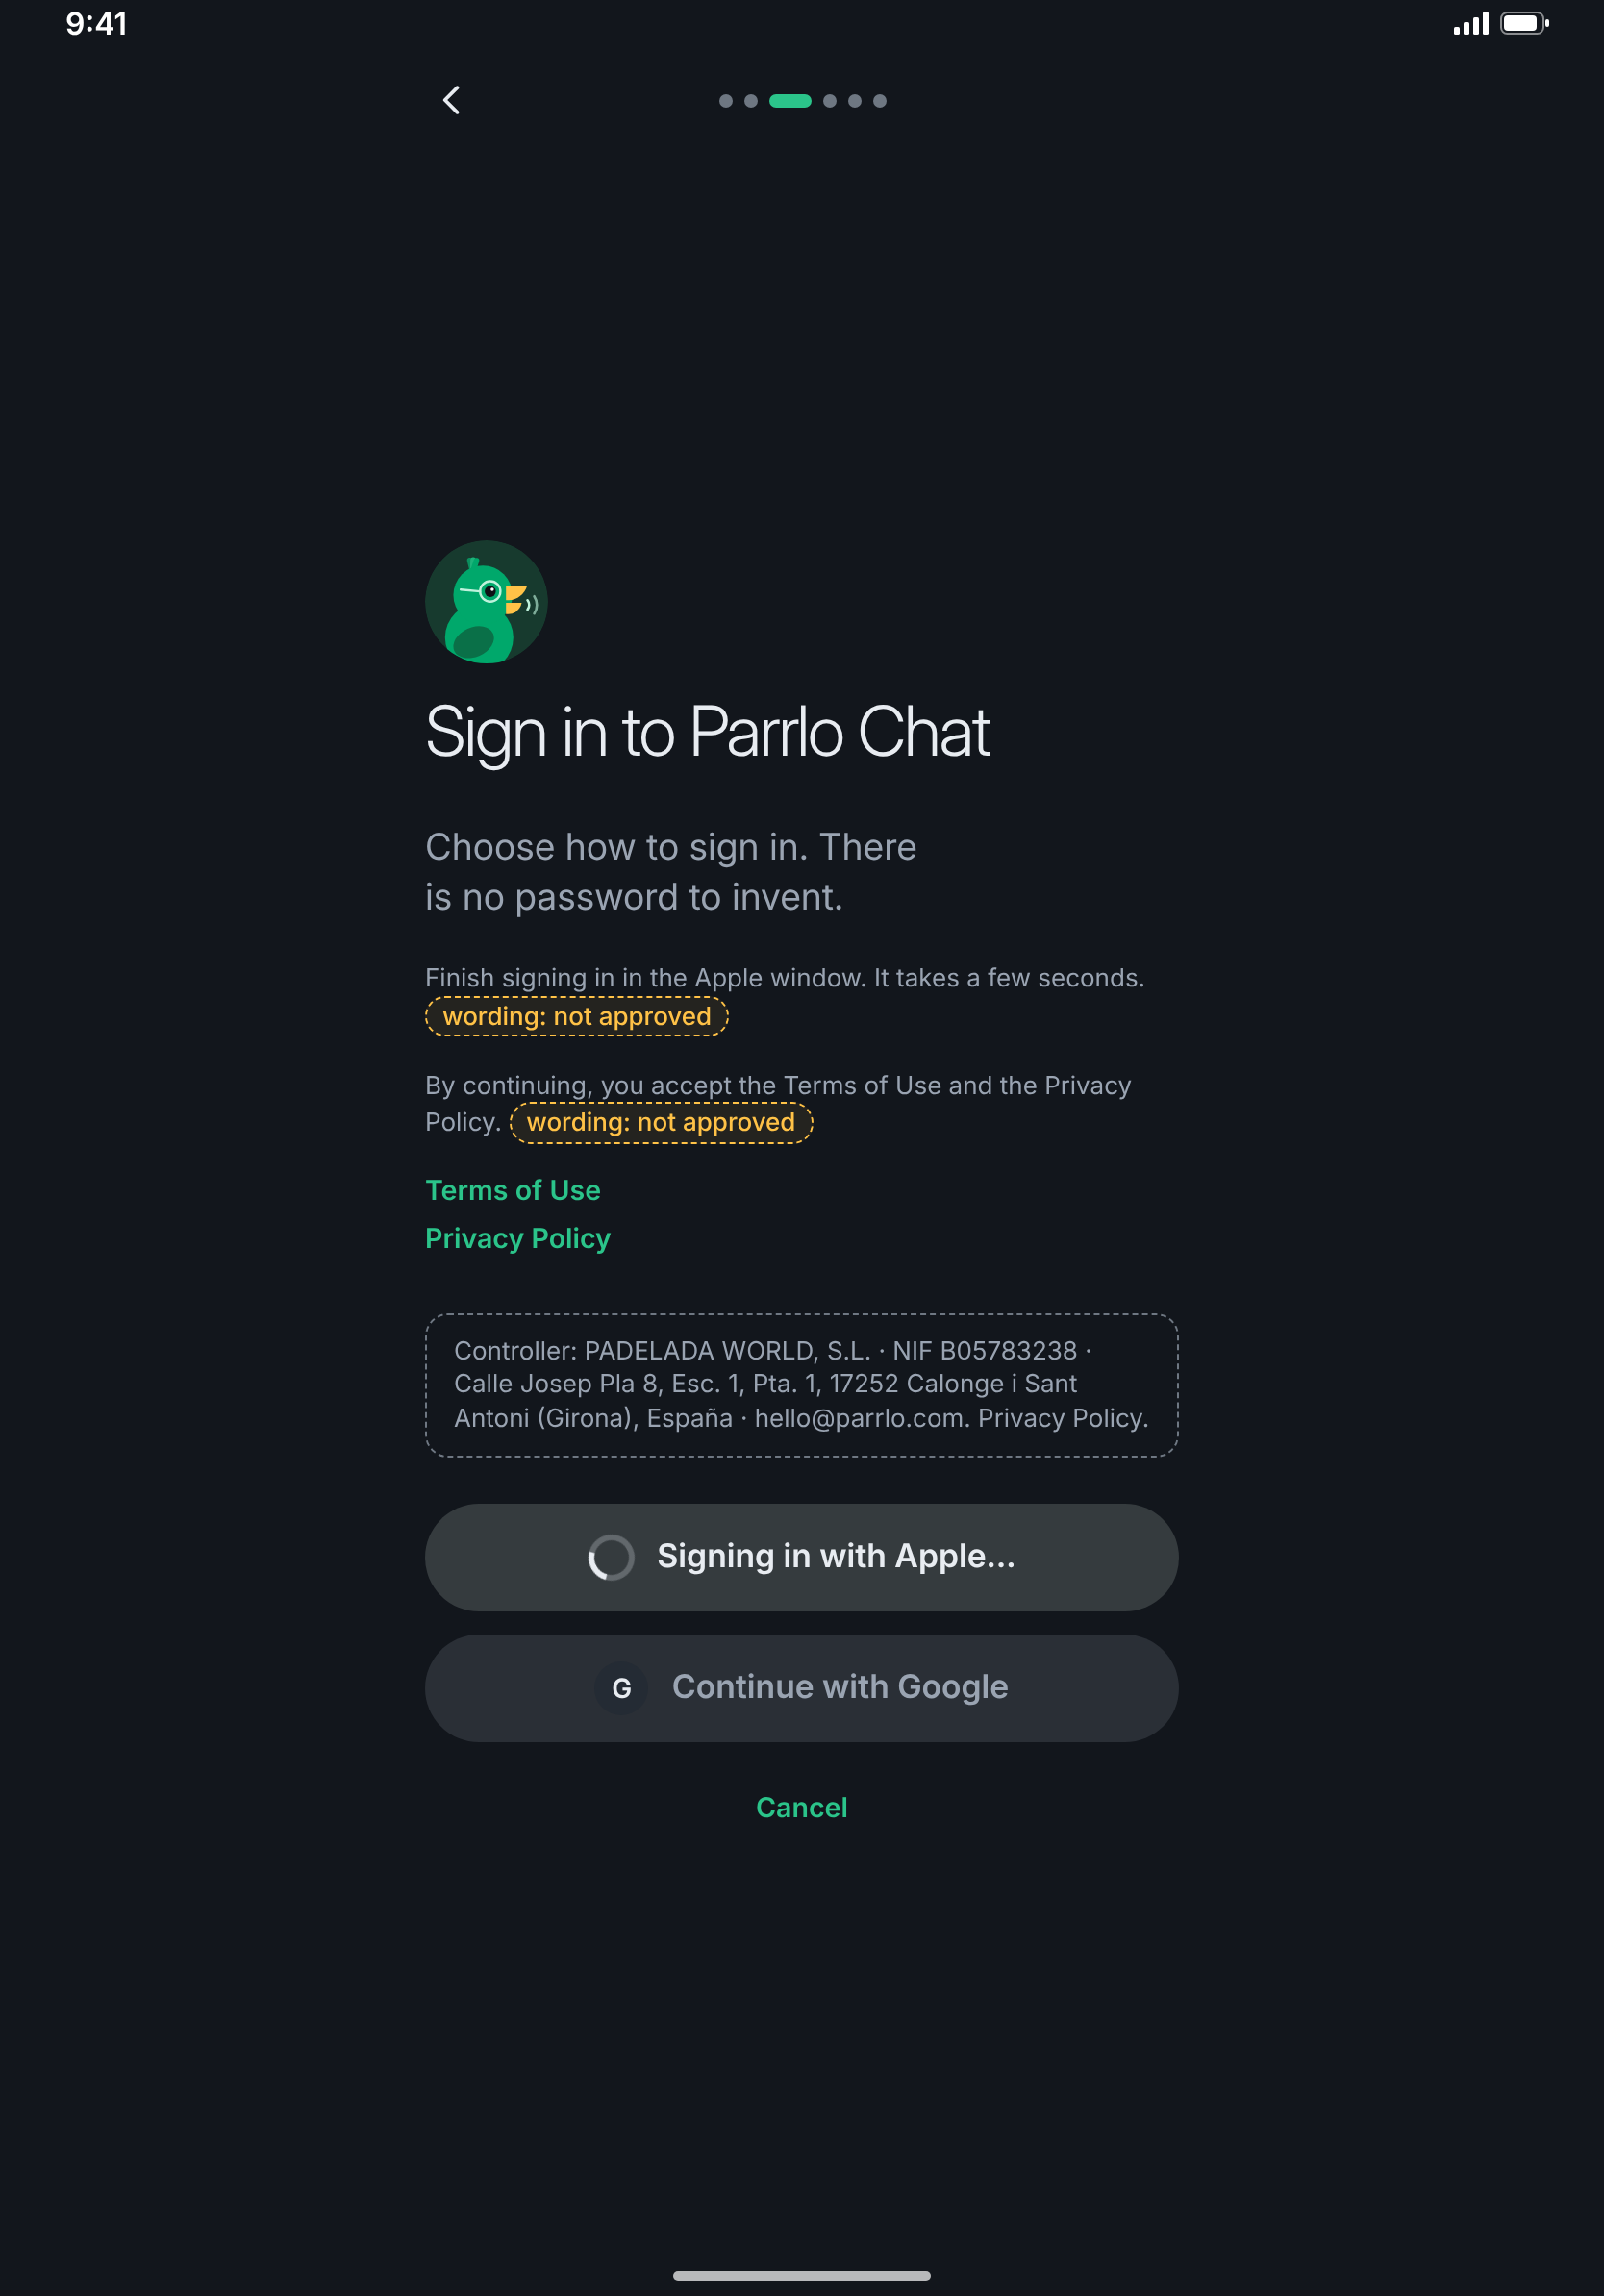 9:41
Sign in to Parrlo Chat
Choose how to sign in. There
is no password to invent.
Finish signing in in the Apple window. It takes a few seconds.
wording: not approved
By continuing, you accept the Terms of Use and the Privacy
Policy. wording: not approved
Terms of Use
Privacy Policy
Controller: PADELADA WORLD, S.L. · NIF B05783238 ·
Calle Josep Pla 8, Esc. 1, Pta. 1, 17252 Calonge i Sant
Antoni (Girona), España · hello@parrlo.com. Privacy Policy.
Signing in with Apple...
G Continue with Google
Cancel